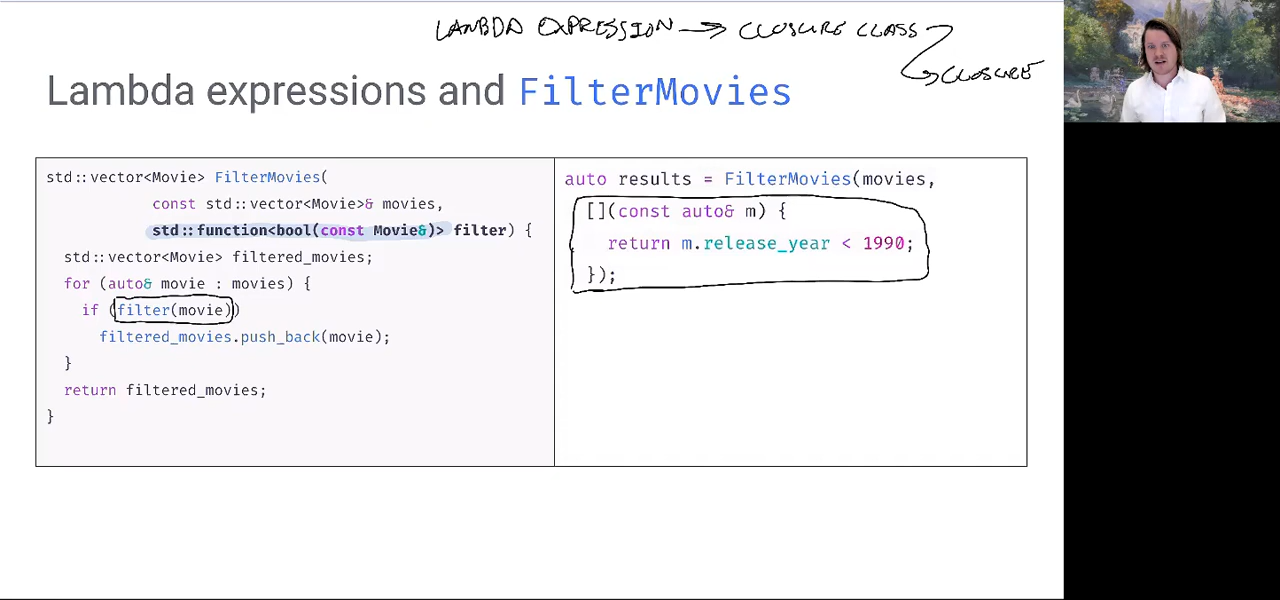 LAMBDA EXPRESSION → CLOSURE CLASS
CLOSURE
Lambda expressions and FilterMovies
std::vector<Movie> FilterMovies(
const std::vector<Movie>& movies,
std::function<bool(const Movie&)> filter) {
std::vector<Movie> filtered_movies;
for (auto& movie : movies) {
if (filter(movie))
filtered_movies.push_back(movie);
}
return filtered_movies;
}
auto results = FilterMovies(movies,
[](const auto& m) {
return m.release_year < 1990;
});